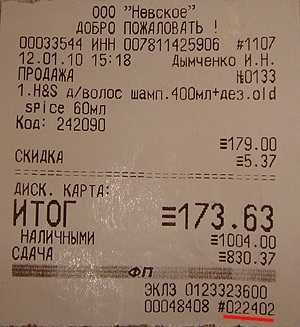 ООО "Невское"
ДОБРО ПОЖАЛОВАТЬ !
00033544 ИНН 007811425906 #1107
12.01.10 15:18 Дымченко И.Н.
ПРОДАЖА №0133
1.H&S д/волос шамп.400мл+дез.old
spice 60мл
Код: 242090
≡179.00
СКИДКА ≡5.37
ДИСК. КАРТА:
ИТОГ ≡173.63
НАЛИЧНЫМИ ≡1004.00
СДАЧА ≡830.37
ФП
ЭКЛЗ 0123323600
00048408 #022402